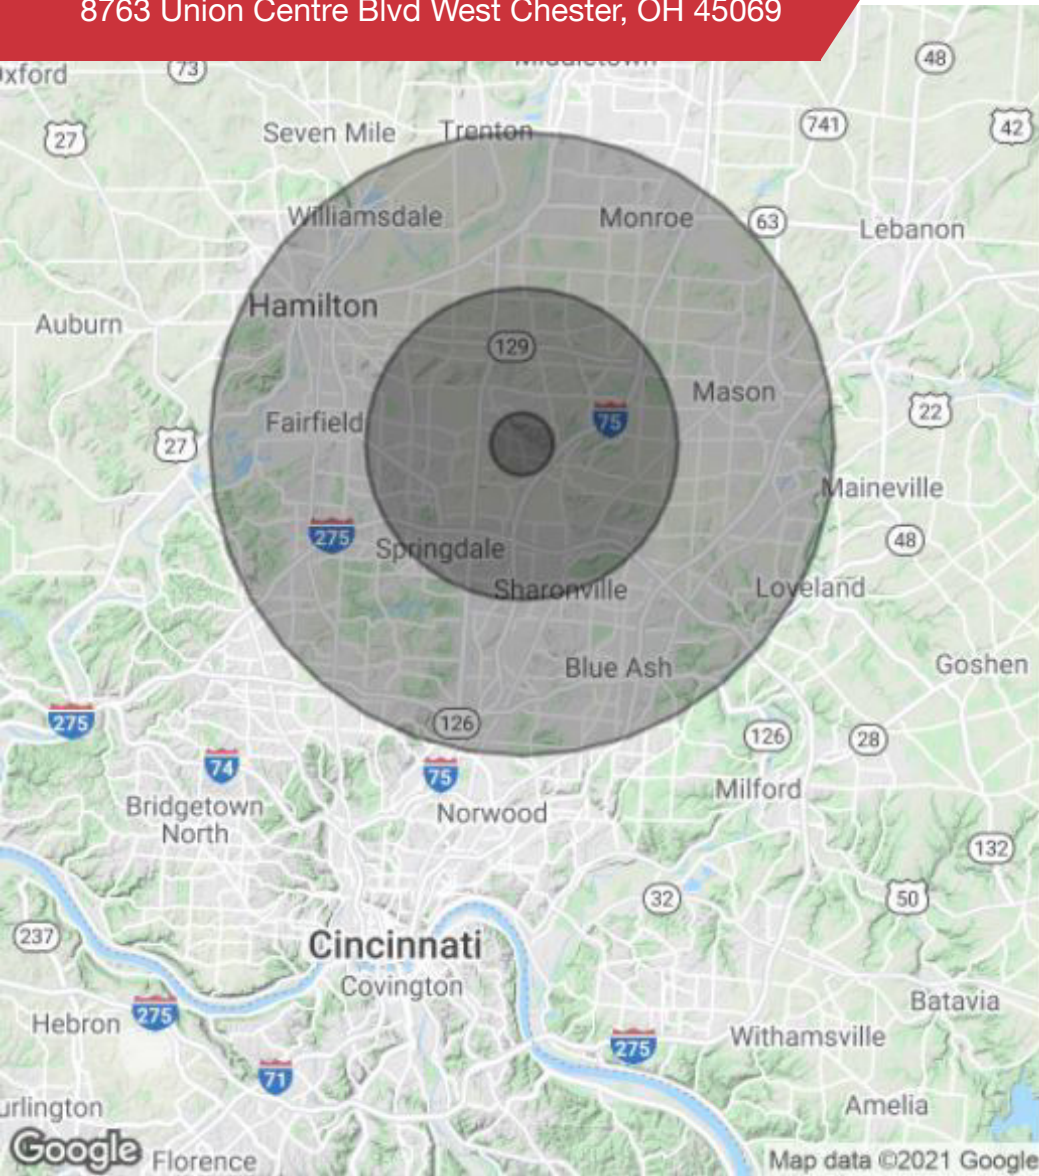 8763 Union Centre Blvd West Chester, OH 45069
48
73
27
Seven Mile
Trenton
741
42
Williamsdale
Monroe
63
Lebanon
Hamilton
Auburn
129
Mason
75
22
Fairfield
27
Maineville
275
48
Springdale
Sharonville
Loveland
Blue Ash
Goshen
275
126
126
28
74
75
Milford
Bridgetown
North
Norwood
132
32
50
237
Cincinnati
Covington
Batavia
275
Hebron
Withamsville
275
71
Amelia
Google
Florence
Map data ©2021 Google